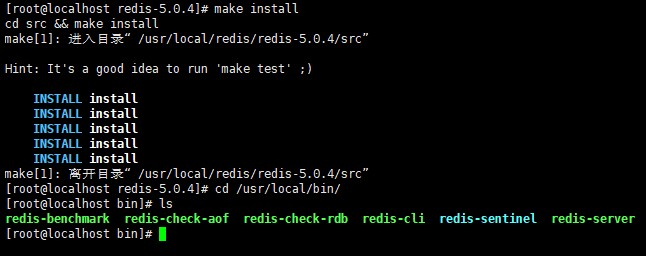 [root@localhost redis-5.0.4]# make install
cd src && make install
make[1]: 进入目录“ /usr/local/redis/redis-5.0.4/src”
Hint: It's a good idea to run 'make test' ;)
INSTALL install
INSTALL install
INSTALL install
INSTALL install
INSTALL install
make[1]: 离开目录“ /usr/local/redis/redis-5.0.4/src”
[root@localhost redis-5.0.4]# cd /usr/local/bin/
[root@localhost bin]# ls
redis-benchmark redis-check-aof redis-check-rdb redis-cli redis-sentinel redis-server
[root@localhost bin]#